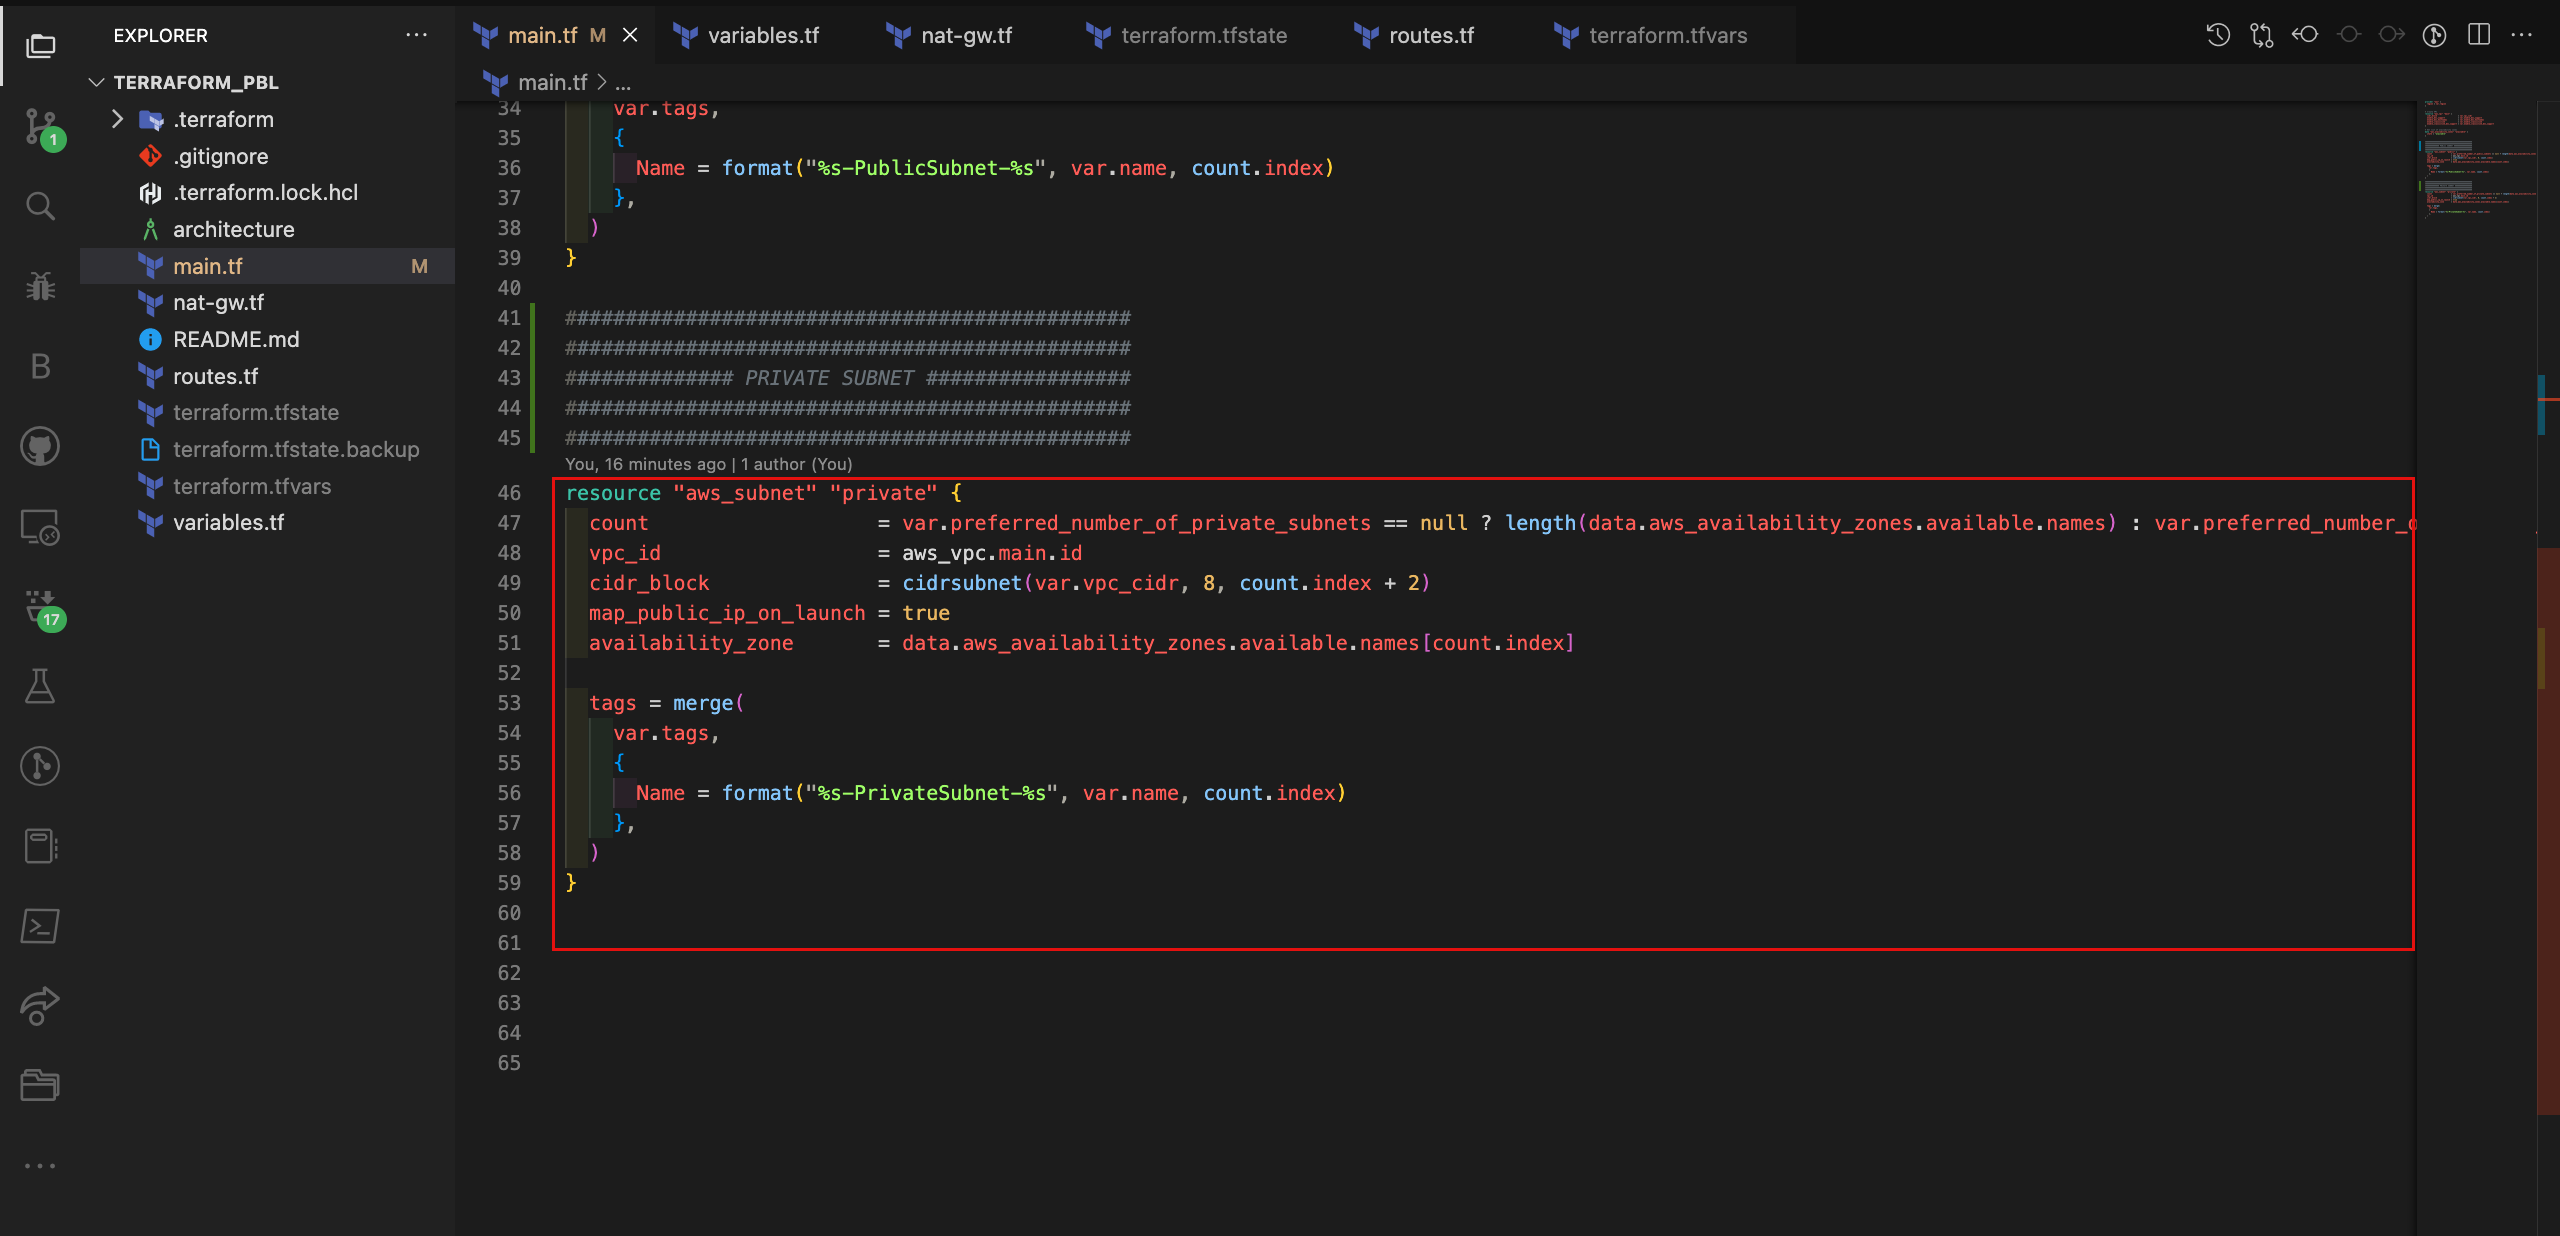 EXPLORER
TERRAFORM_PBL
.terraform
.gitignore
.terraform.lock.hcl
architecture
main.tf M
nat-gw.tf
README.md
routes.tf
terraform.tfstate
terraform.tfstate.backup
terraform.tfvars
variables.tf
1
B
17
main.tf M
variables.tf
nat-gw.tf
terraform.tfstate
routes.tf
terraform.tfvars
main.tf > ...
34 var.tags,
35 {
36 Name = format("%s-PublicSubnet-%s", var.name, count.index)
37 },
38 )
39 }
40
41 ###############################################
42 ###############################################
43 ############## PRIVATE SUBNET #################
44 ###############################################
45 ###############################################
You, 16 minutes ago | 1 author (You)
46 resource "aws_subnet" "private" {
47 count = var.preferred_number_of_private_subnets == null ? length(data.aws_availability_zones.available.names) : var.preferred_number_o
48 vpc_id = aws_vpc.main.id
49 cidr_block = cidrsubnet(var.vpc_cidr, 8, count.index + 2)
50 map_public_ip_on_launch = true
51 availability_zone = data.aws_availability_zones.available.names[count.index]
52
53 tags = merge(
54 var.tags,
55 {
56 Name = format("%s-PrivateSubnet-%s", var.name, count.index)
57 },
58 )
59 }
60
61
62
63
64
65